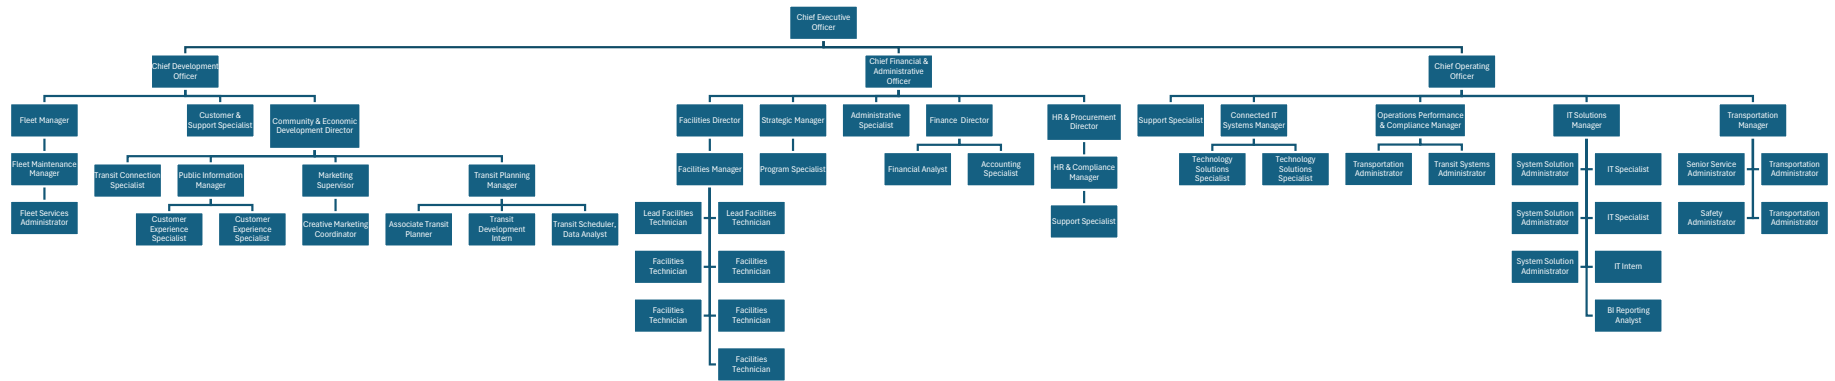 Chief Executive
Officer
Chief Development
Officer
Chief Financial &
Administrative
Officer
Chief Operating
Officer
Fleet Manager
Customer &
Support Specialist
Community & Economic
Development Director
Facilities Director
Strategic Manager
Administrative
Specialist
Finance Director
HR & Procurement
Director
Support Specialist
Connected IT
Systems Manager
Operations Performance
& Compliance Manager
IT Solutions
Manager
Transportation
Manager
Fleet Maintenance
Manager
Transit Connection
Specialist
Public Information
Manager
Marketing
Supervisor
Transit Planning
Manager
Facilities Manager
Program Specialist
Financial Analyst
Accounting
Specialist
HR & Compliance
Manager
Technology
Solutions
Specialist
Technology
Solutions
Specialist
Transportation
Administrator
Transit Systems
Administrator
System Solution
Administrator
IT Specialist
Senior Service
Administrator
Transportation
Administrator
Fleet Services
Administrator
Customer
Experience
Specialist
Customer
Experience
Specialist
Creative Marketing
Coordinator
Associate Transit
Planner
Transit
Development
Intern
Transit Scheduler,
Data Analyst
Lead Facilities
Technician
Lead Facilities
Technician
Support Specialist
System Solution
Administrator
IT Specialist
Safety
Administrator
Transportation
Administrator
Facilities
Technician
Facilities
Technician
System Solution
Administrator
IT Intern
Facilities
Technician
Facilities
Technician
BI Reporting
Analyst
Facilities
Technician